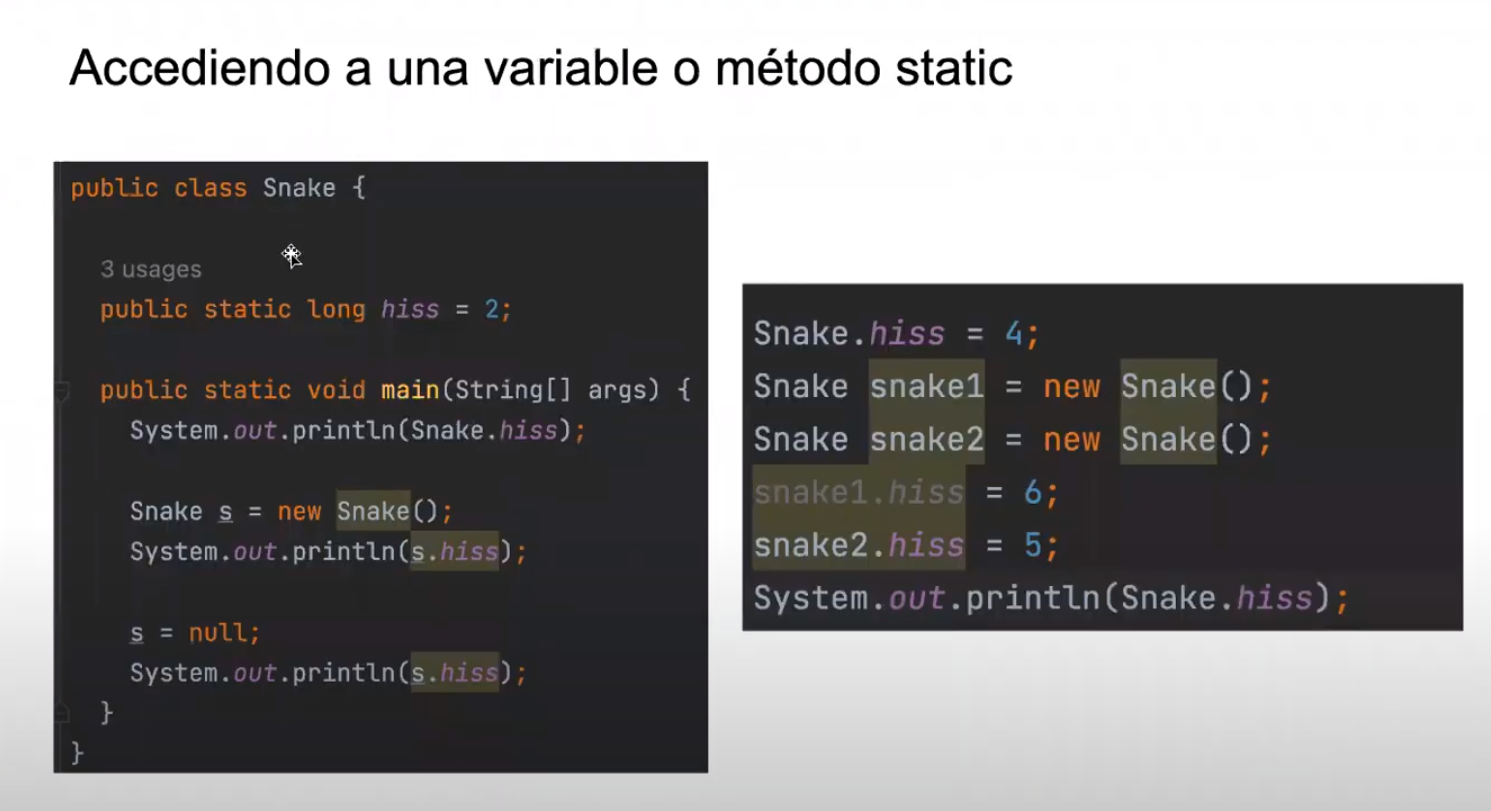 Accediendo a una variable o método static
public class Snake {
3 usages
public static long hiss = 2;
public static void main(String[] args) {
System.out.println(Snake.hiss);
Snake s = new Snake();
System.out.println(s.hiss);
s = null;
System.out.println(s.hiss);
}
}
Snake.hiss = 4;
Snake snake1 = new Snake();
Snake snake2 = new Snake();
snake1.hiss = 6;
snake2.hiss = 5;
System.out.println(Snake.hiss);